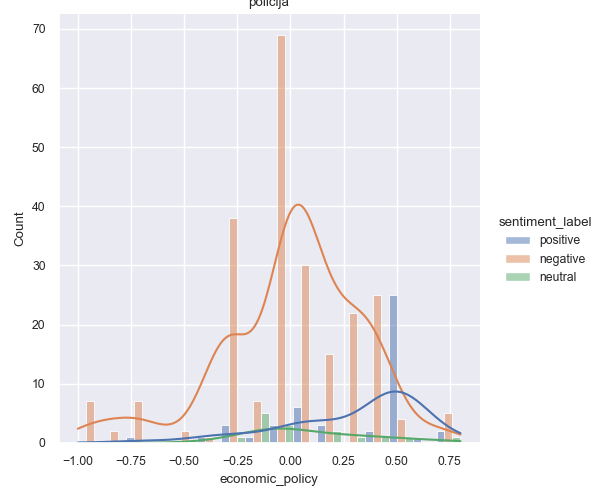 policija
70
60
50
40
30
20
10
0
Count
−1.00 −0.75 −0.50 −0.25 0.00 0.25 0.50 0.75
economic_policy
sentiment_label
positive
negative
neutral